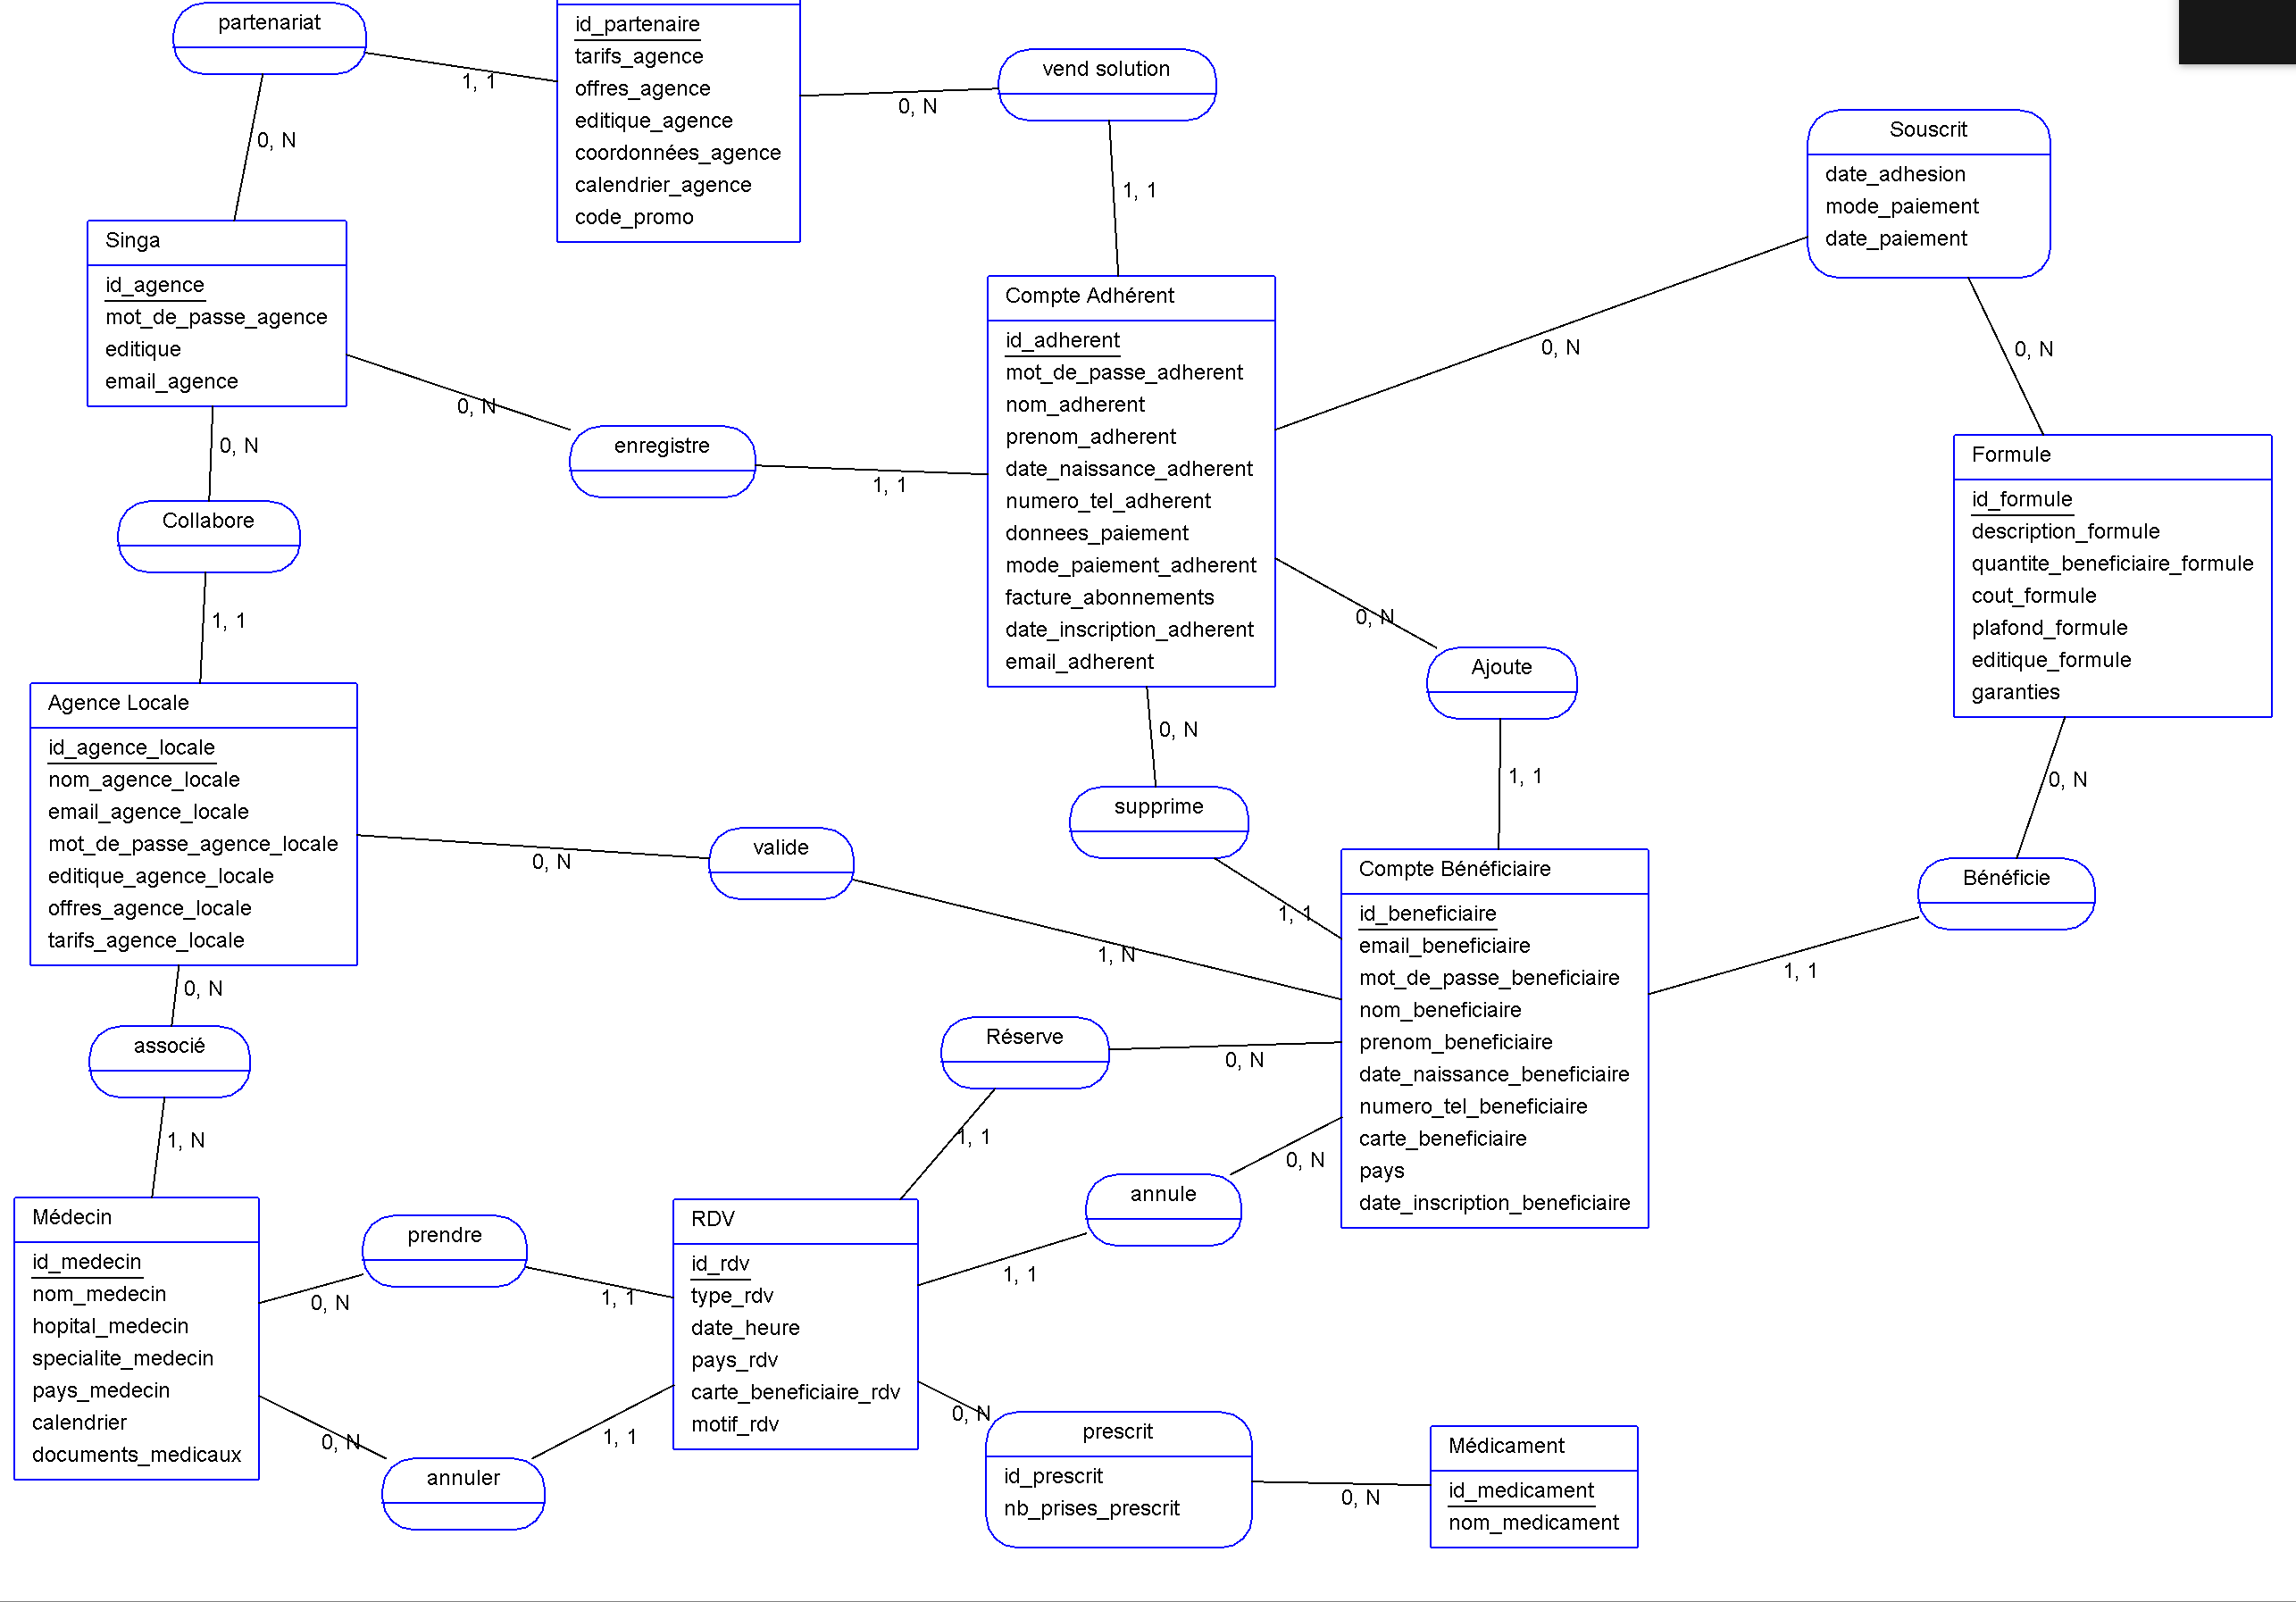 partenariat
0, N
1, 1
id_partenaire
tarifs_agence
offres_agence
editique_agence
coordonnées_agence
calendrier_agence
code_promo
0, N
vend solution
1, 1
Souscrit
date_adhesion
mode_paiement
date_paiement
0, N
0, N
Singa
id_agence
mot_de_passe_agence
editique
email_agence
0, N
enregistre
1, 1
0, N
Collabore
1, 1
Compte Adhérent
id_adherent
mot_de_passe_adherent
nom_adherent
prenom_adherent
date_naissance_adherent
numero_tel_adherent
donnees_paiement
mode_paiement_adherent
facture_abonnements
date_inscription_adherent
email_adherent
Formule
id_formule
description_formule
quantite_beneficiaire_formule
cout_formule
plafond_formule
editique_formule
garanties
0, N
Ajoute
1, 1
0, N
supprime
1, 1
0, N
Bénéficie
1, 1
Agence Locale
id_agence_locale
nom_agence_locale
email_agence_locale
mot_de_passe_agence_locale
editique_agence_locale
offres_agence_locale
tarifs_agence_locale
0, N
valide
1, N
Compte Bénéficiaire
id_beneficiaire
email_beneficiaire
mot_de_passe_beneficiaire
nom_beneficiaire
prenom_beneficiaire
date_naissance_beneficiaire
numero_tel_beneficiaire
carte_beneficiaire
pays
date_inscription_beneficiaire
0, N
associé
1, N
Réserve
0, N
1, 1
annule
0, N
1, 1
Médecin
id_medecin
nom_medecin
hopital_medecin
specialite_medecin
pays_medecin
calendrier
documents_medicaux
prendre
0, N
1, 1
RDV
id_rdv
type_rdv
date_heure
pays_rdv
carte_beneficiaire_rdv
motif_rdv
0, N
annuler
1, 1
0, N
prescrit
id_prescrit
nb_prises_prescrit
0, N
Médicament
id_medicament
nom_medicament